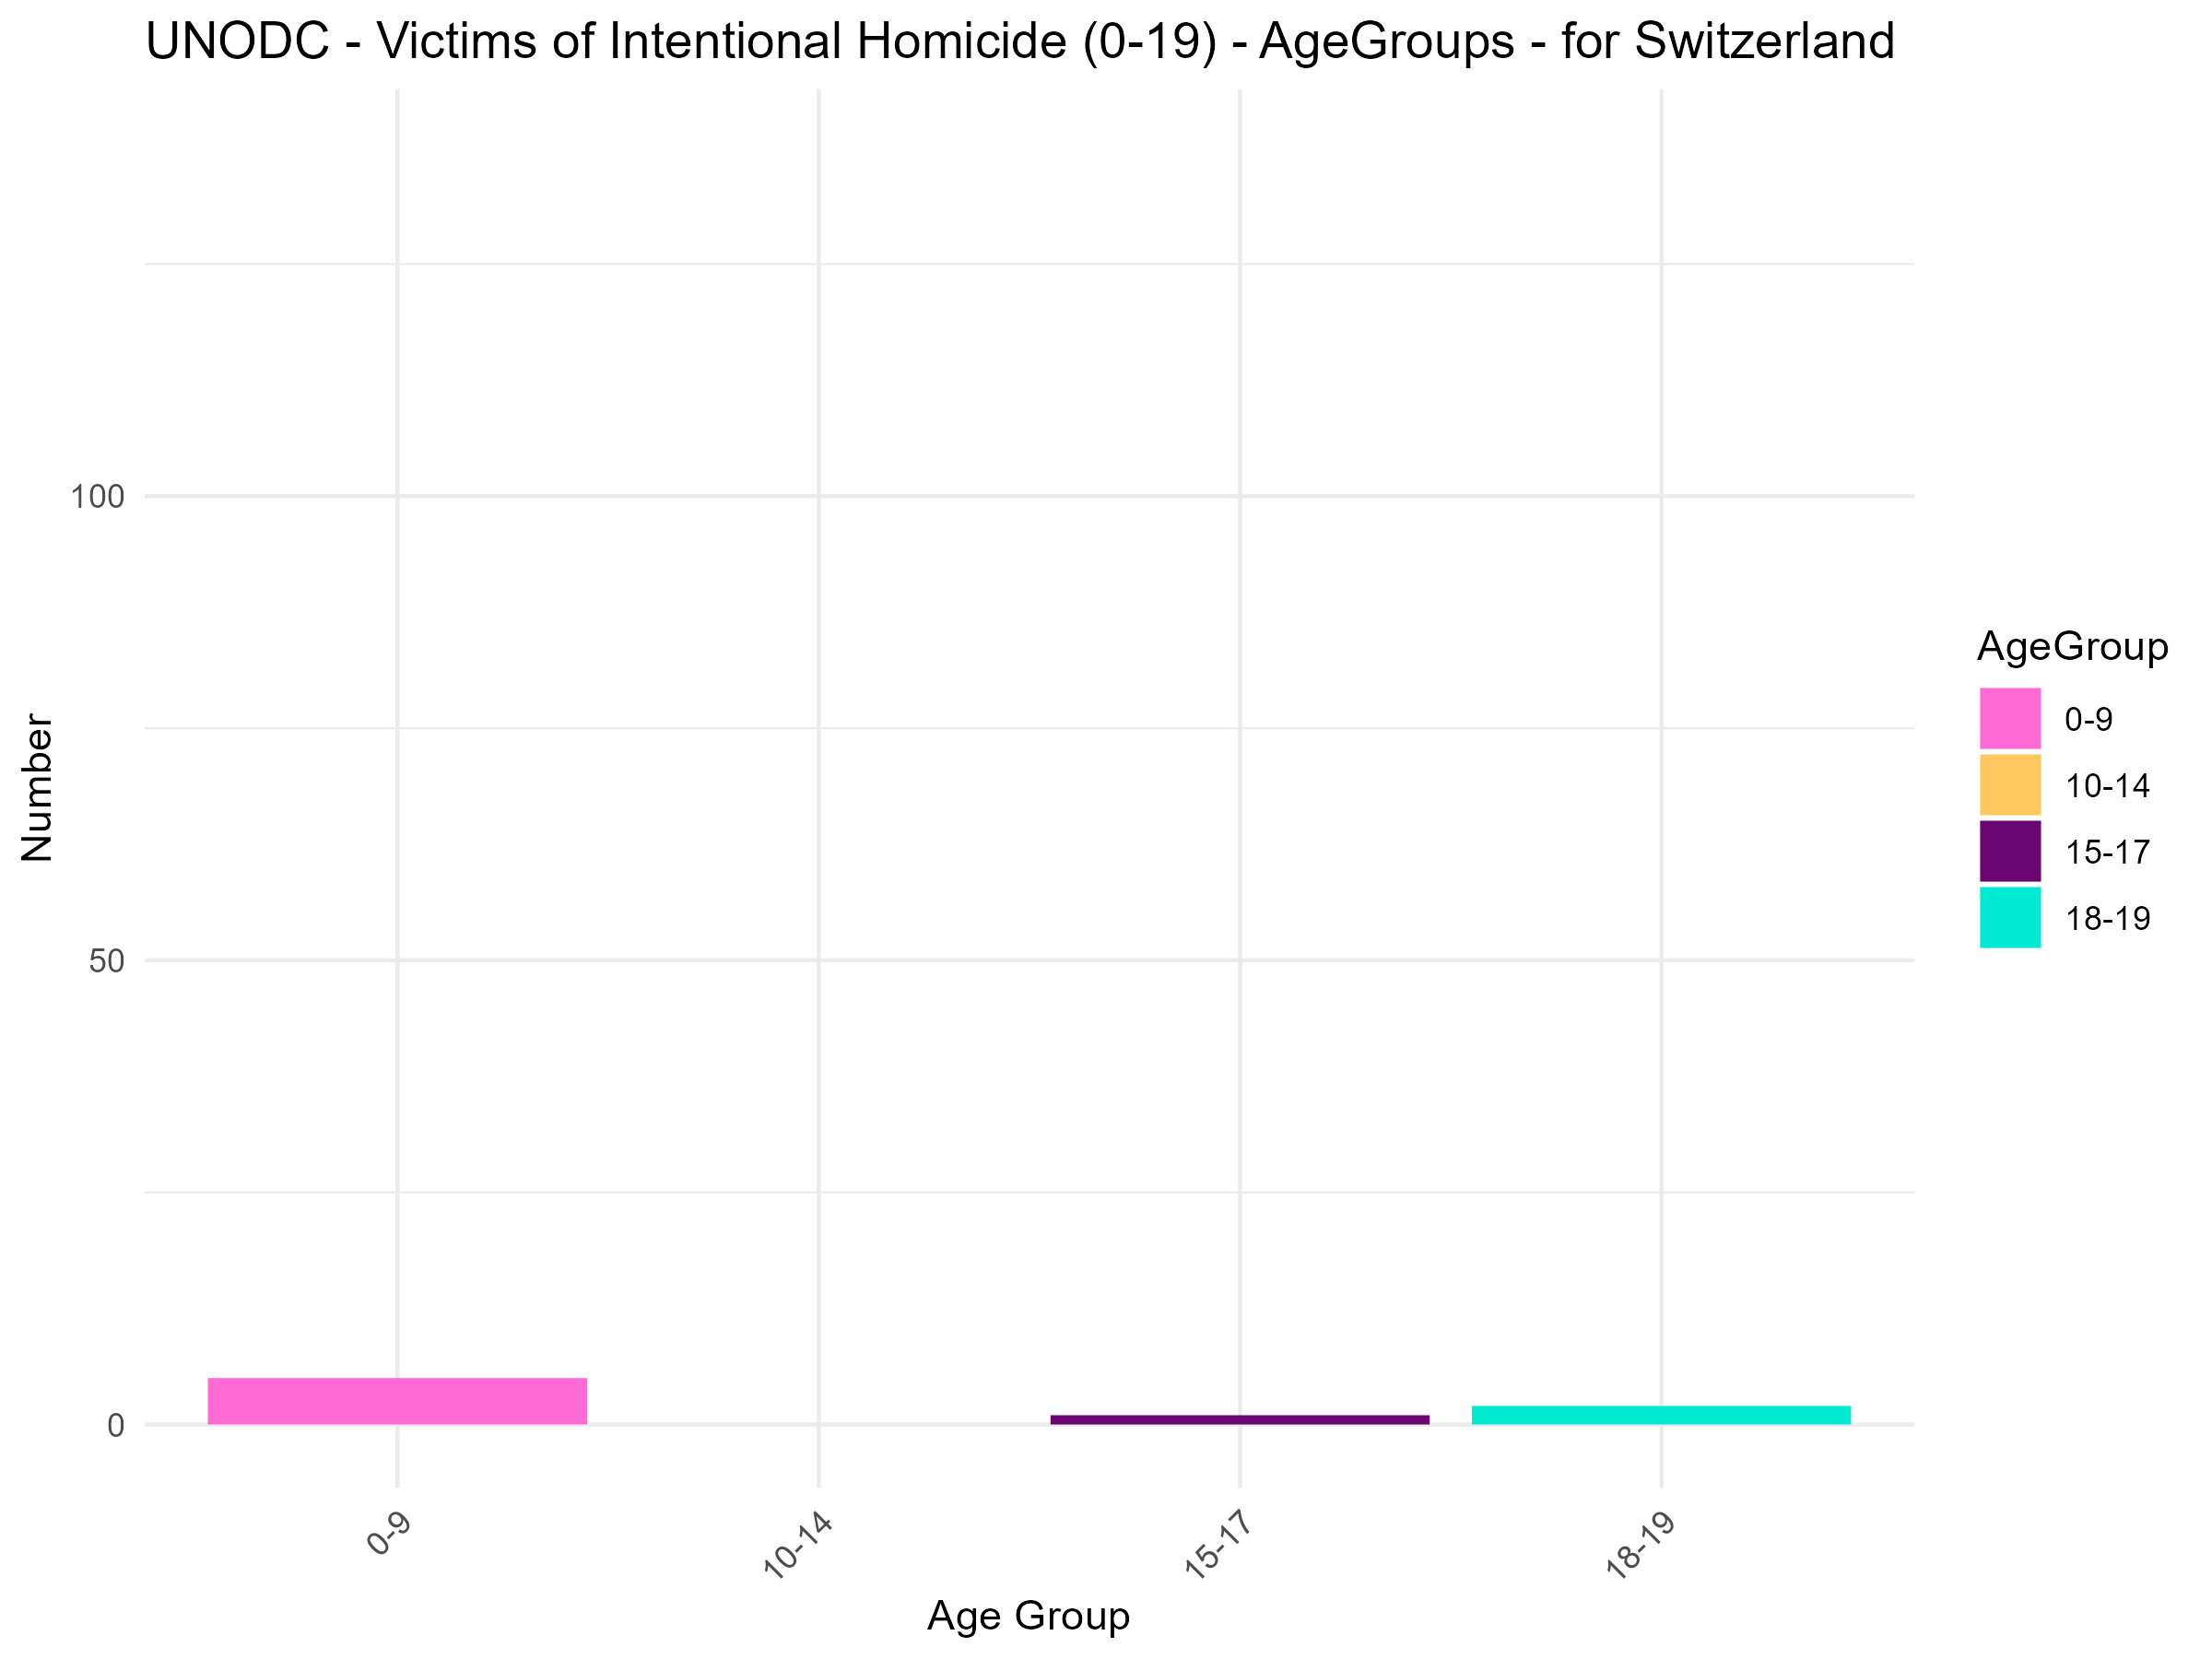 UNODC - Victims of Intentional Homicide (0-19) - AgeGroups - for Switzerland
Number
100
50
0
0-9
10-14
15-17
18-19
Age Group
AgeGroup
0-9
10-14
15-17
18-19